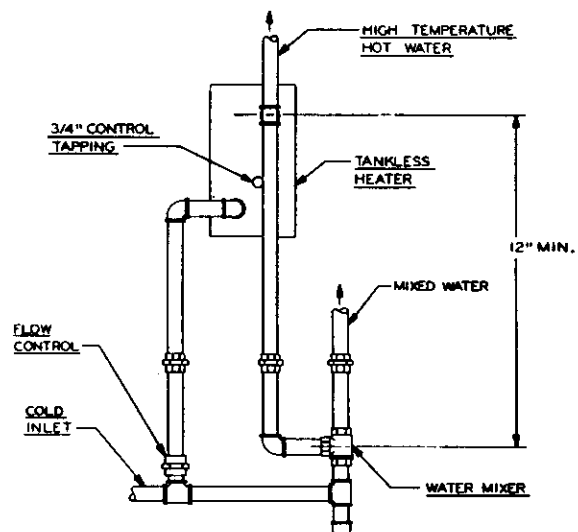 HIGH TEMPERATURE
HOT WATER
3/4" CONTROL
TAPPING
TANKLESS
HEATER
12" MIN.
MIXED WATER
FLOW
CONTROL
COLD
INLET
WATER MIXER